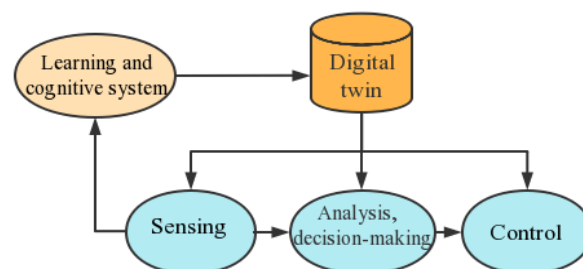 Learning and
cognitive system
Digital
twin
Sensing
Analysis,
decision-making
Control